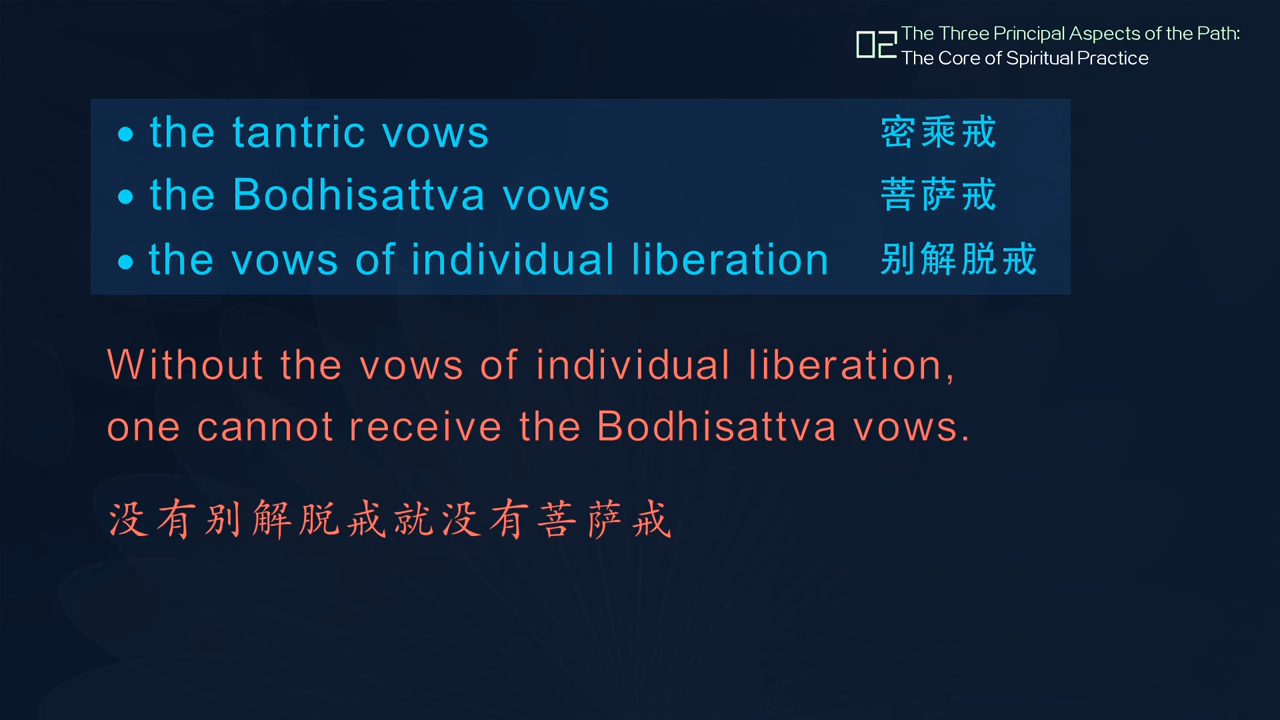 02 The Three Principal Aspects of the Path:
The Core of Spiritual Practice
• the tantric vows 密乘戒
• the Bodhisattva vows 菩萨戒
• the vows of individual liberation 别解脱戒
Without the vows of individual liberation,
one cannot receive the Bodhisattva vows.
没有别解脱戒就没有菩萨戒